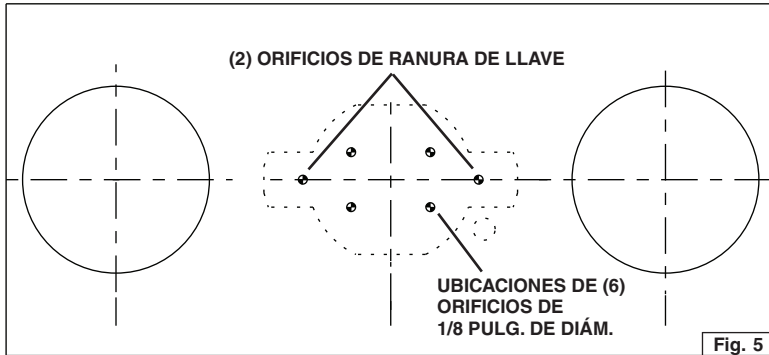 (2) ORIFICIOS DE RANURA DE LLAVE
UBICACIONES DE (6)
ORIFICIOS DE
1/8 PULG. DE DIÁM.
Fig. 5